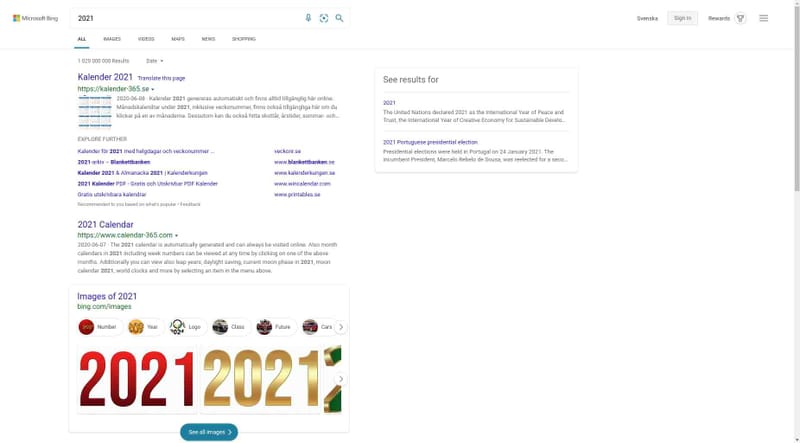 Microsoft Bing
2021
Svenska
Sign in
Rewards
ALL
IMAGES
VIDEOS
MAPS
NEWS
SHOPPING
1 020 000 000 Results
Date
Kalender 2021 Translate this page
https://kalender-365.se
2020-06-08 · Kalender 2021 genereras automatiskt och finns alltid tillgänglig här online.
Månadskalendrar under 2021, inklusive veckonummer, finns också tillgängliga här om du
klickar på en av månaderna. Dessutom kan du också hitta skottår, årstider, sommar- och...
EXPLORE FURTHER
Kalender för 2021 med helgdagar och veckonummer ... veckonr.se
2021-arkiv – Blankettbanken www.blankettbanken.se
Kalender 2021 & Almanacka 2021 | Kalenderkungen www.kalenderkungen.se
2021 Kalender PDF - Gratis och Utskrivbar PDF Kalender www.wincalendar.com
Gratis utskrivbara kalendrar www.printables.se
Recommended to you based on what's popular • Feedback
2021 Calendar
https://www.calendar-365.com
2020-06-07 · The 2021 calendar is automatically generated and can always be visited online. Also month
calendars in 2021 including week numbers can be viewed at any time by clicking on one of the above
months. Additionally you can view also leap years, daylight saving, current moon phase in 2021, moon
calendar 2021, world clocks and more by selecting an item in the menu above.
Images of 2021
bing.com/images
Number
Year
Logo
Class
Future
Cars
2021
2021
2
See all images
See results for
2021
The United Nations declared 2021 as the International Year of Peace and
Trust, the International Year of Creative Economy for Sustainable Develo...
2021 Portuguese presidential election
Presidential elections were held in Portugal on 24 January 2021. The
incumbent President, Marcelo Rebelo de Sousa, was reelected for a seco...